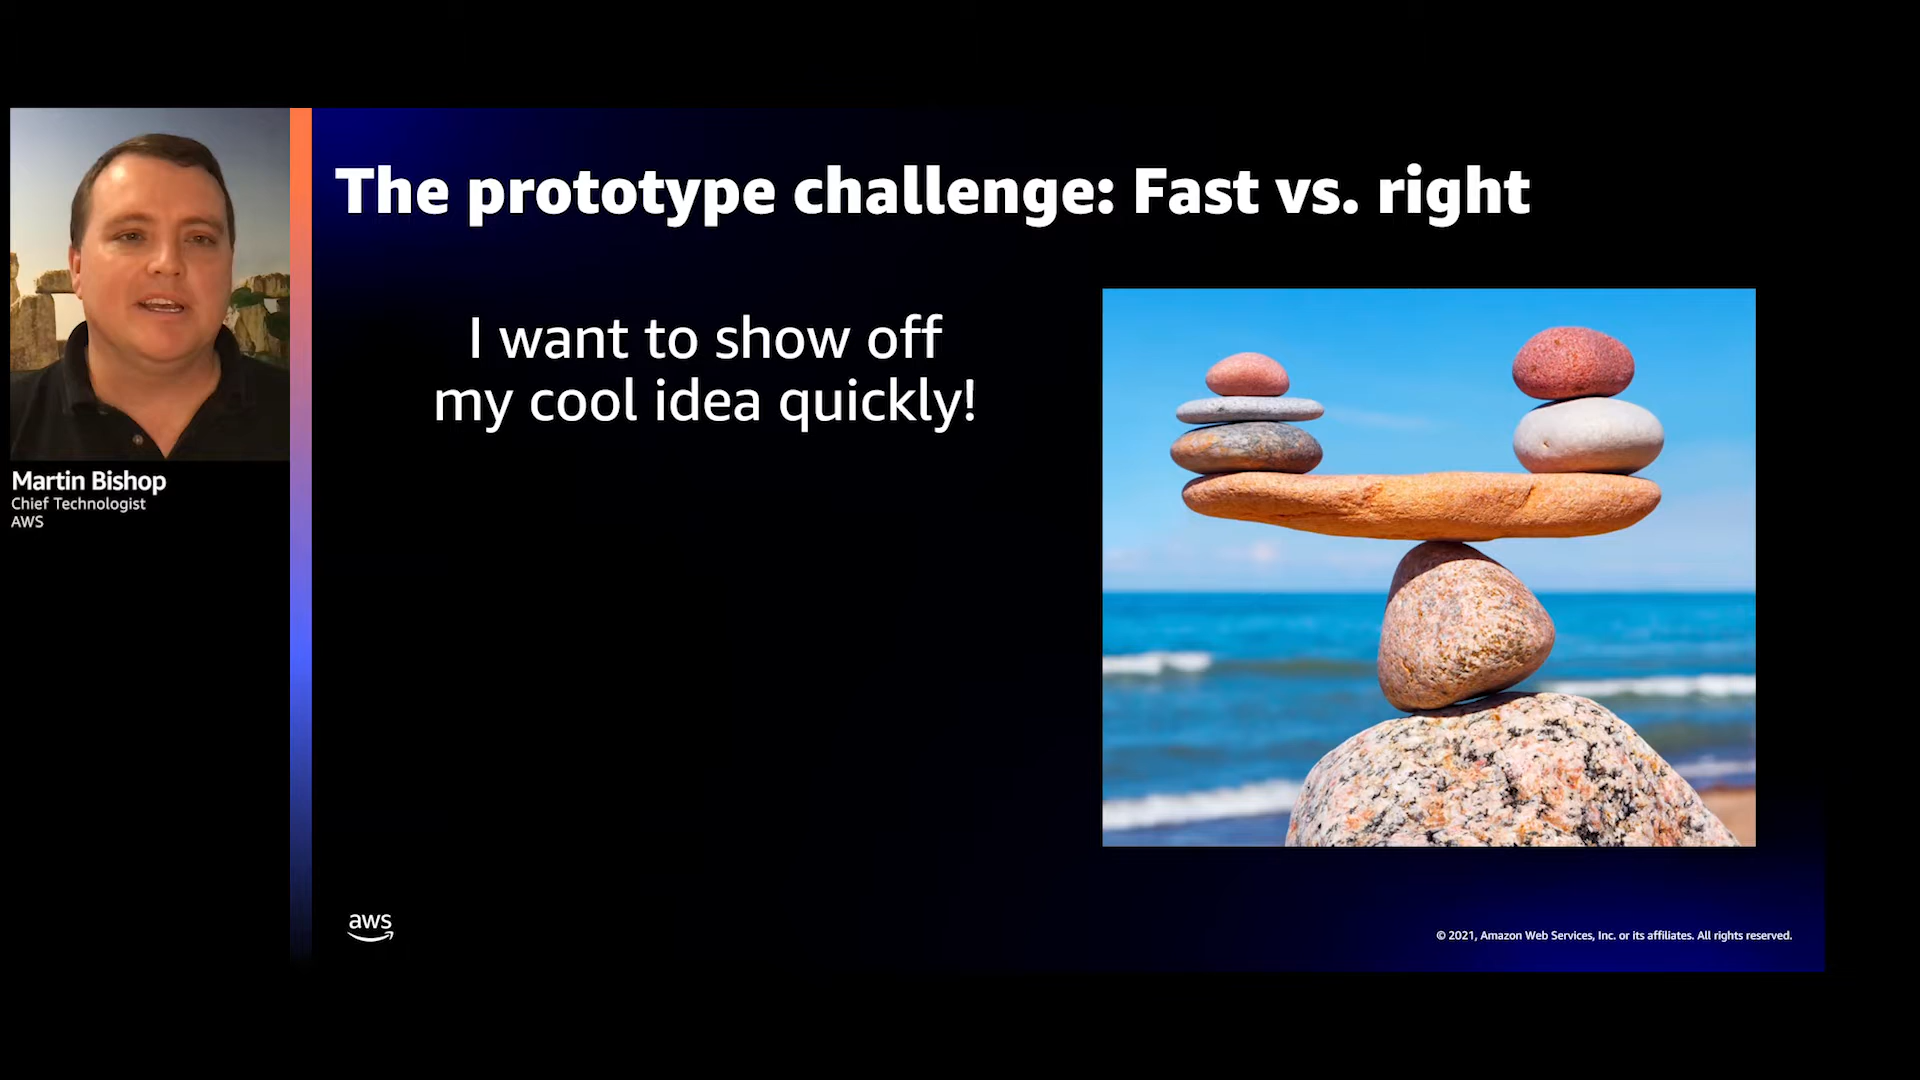 The prototype challenge: Fast vs. right
I want to show off
my cool idea quickly!
Martin Bishop
Chief Technologist
AWS
aws
© 2021, Amazon Web Services, Inc. or its affiliates. All rights reserved.